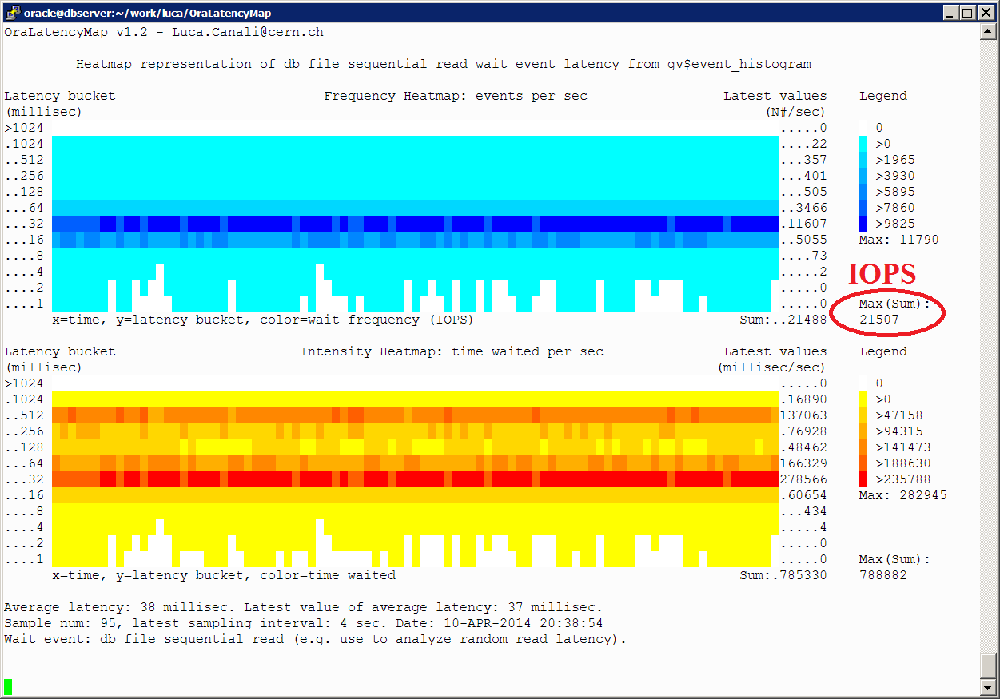 oracle@dbserver:~/work/luca/OraLatencyMap
OraLatencyMap v1.2 - Luca.Canali@cern.ch
Heatmap representation of db file sequential read wait event latency from gv$event_histogram
Latency bucket Frequency Heatmap: events per sec Latest values Legend
(millisec) (N#/sec)
>1024 .....0 0
.1024 ....22 >0
..512 ...357 >1965
..256 ...401 >3930
..128 ...505 >5895
...64 ..3466 >7860
...32 .11607 >9825
...16 ..5055 Max: 11790
....8 ....73
....4 .....2 IOPS
....2 .....0
....1 .....0 Max(Sum):
x=time, y=latency bucket, color=wait frequency (IOPS) Sum:..21488 21507
Latency bucket Intensity Heatmap: time waited per sec Latest values Legend
(millisec) (millisec/sec)
>1024 .....0 0
.1024 .16890 >0
..512 137063 >47158
..256 .76928 >94315
..128 .48462 >141473
...64 166329 >188630
...32 278566 >235788
...16 .60654 Max: 282945
....8 ...434
....4 .....4
....2 .....0
....1 .....0 Max(Sum):
x=time, y=latency bucket, color=time waited Sum:.785330 788882
Average latency: 38 millisec. Latest value of average latency: 37 millisec.
Sample num: 95, latest sampling interval: 4 sec. Date: 10-APR-2014 20:38:54
Wait event: db file sequential read (e.g. use to analyze random read latency).